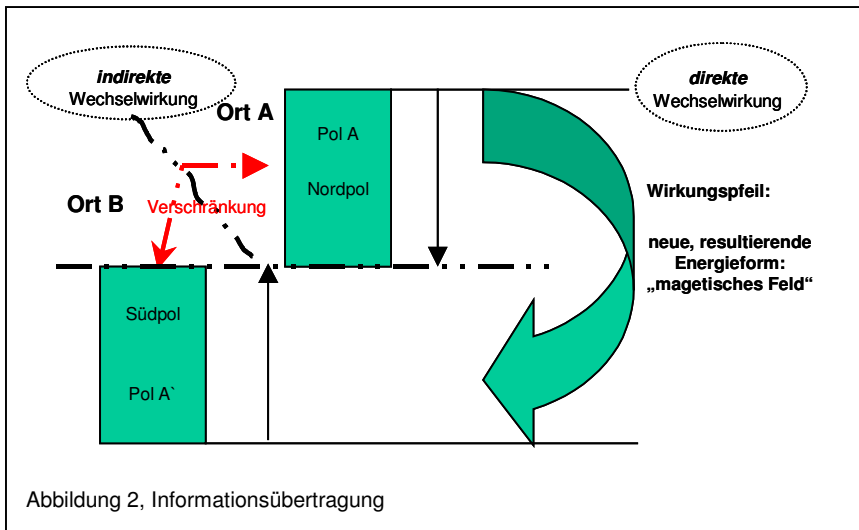 indirekte
Wechselwirkung
direkte
Wechselwirkung
Ort A
Pol A
Nordpol
Ort B
Verschränkung
Wirkungspfeil:
neue, resultierende
Energieform:
„magetisches Feld“
Südpol
Pol A`
Abbildung 2, Informationsübertragung